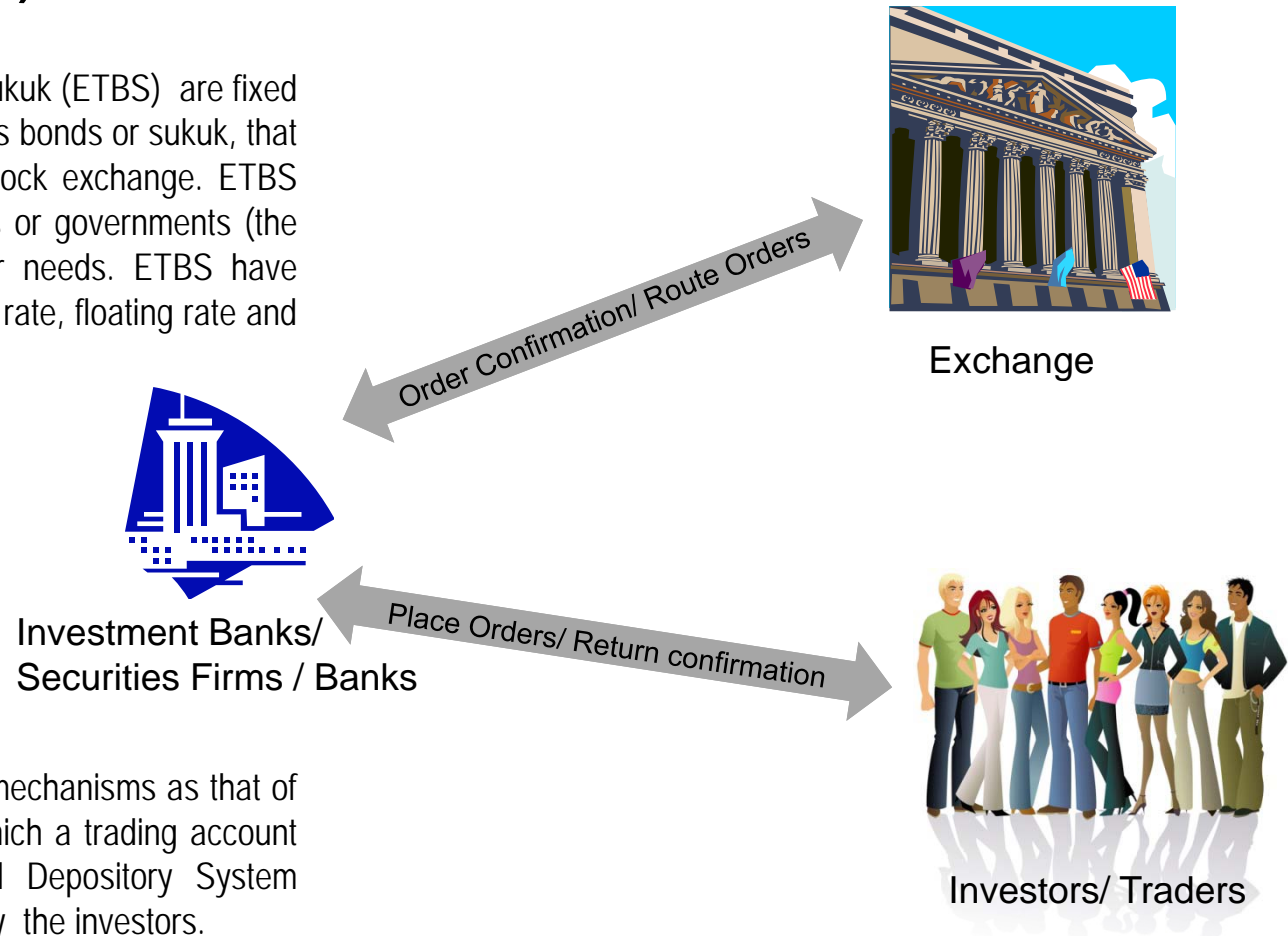 ukuk (ETBS) are fixed
s bonds or sukuk, that
ock exchange. ETBS
or governments (the
needs. ETBS have
rate, floating rate and
Exchange
Order Confirmation/ Route Orders
Investment Banks/
Securities Firms / Banks
Place Orders/ Return confirmation
Investors/ Traders
mechanisms as that of
hich a trading account
Depository System
the investors.